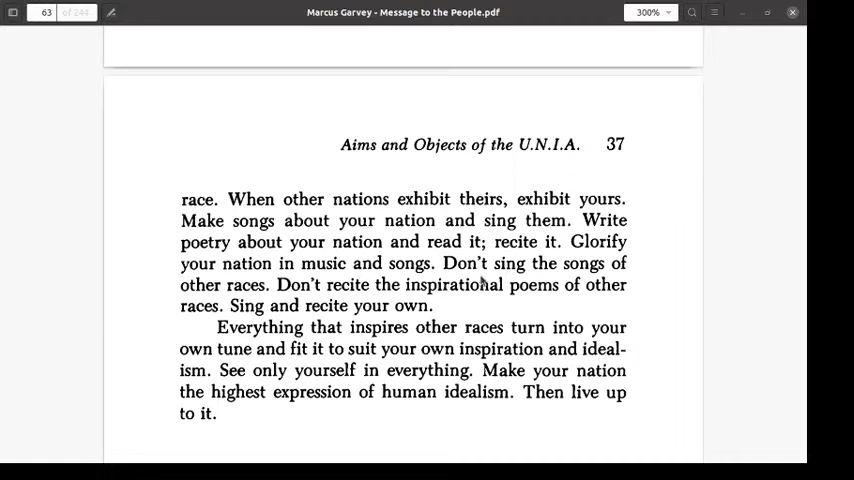 63 of 244
Marcus Garvey - Message to the People.pdf
300%
Aims and Objects of the U.N.I.A. 37
race. When other nations exhibit theirs, exhibit yours.
Make songs about your nation and sing them. Write
poetry about your nation and read it; recite it. Glorify
your nation in music and songs. Don't sing the songs of
other races. Don't recite the inspirational poems of other
races. Sing and recite your own.
Everything that inspires other races turn into your
own tune and fit it to suit your own inspiration and ideal-
ism. See only yourself in everything. Make your nation
the highest expression of human idealism. Then live up
to it.